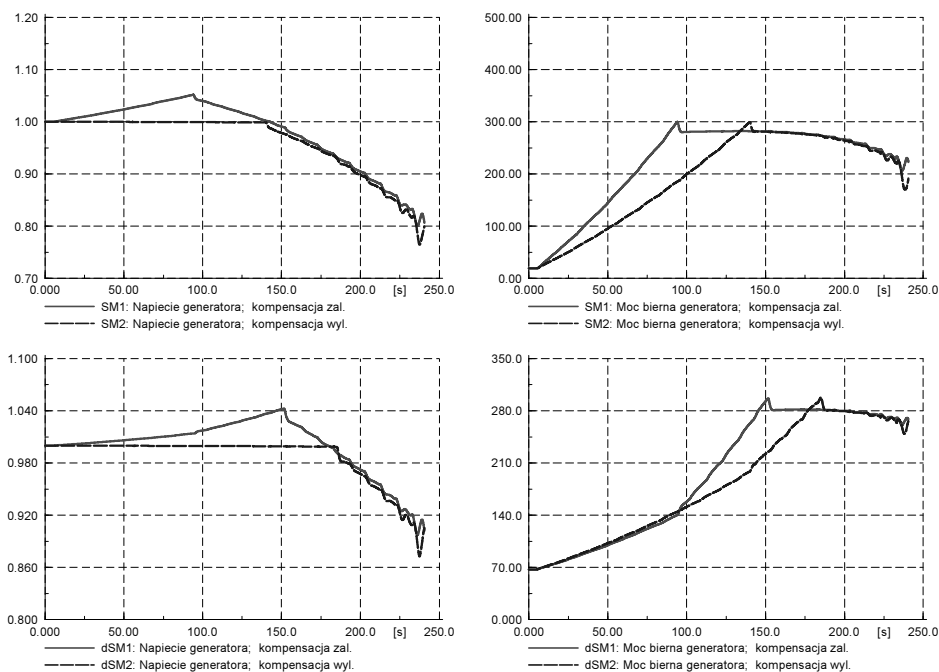 1.20
1.10
1.00
0.90
0.80
0.70
0.000 50.00 100.0 150.0 200.0 [s] 250.0
SM1: Napiecie generatora; kompensacja zal.
SM2: Napiecie generatora; kompensacja wyl.
500.00
400.00
300.00
200.00
100.00
0.00
0.000 50.00 100.0 150.0 200.0 [s] 250.0
SM1: Moc bierna generatora; kompensacja zal.
SM2: Moc bierna generatora; kompensacja wyl.
1.100
1.040
0.980
0.920
0.860
0.800
0.000 50.00 100.0 150.0 200.0 [s] 250.0
dSM1: Napiecie generatora; kompensacja zal.
dSM2: Napiecie generatora; kompensacja wyl.
350.0
280.0
210.0
140.0
70.00
0.000
0.000 50.00 100.0 150.0 200.0 [s] 250.0
dSM1: Moc bierna generatora; kompensacja zal.
dSM2: Moc bierna generatora; kompensacja wyl.